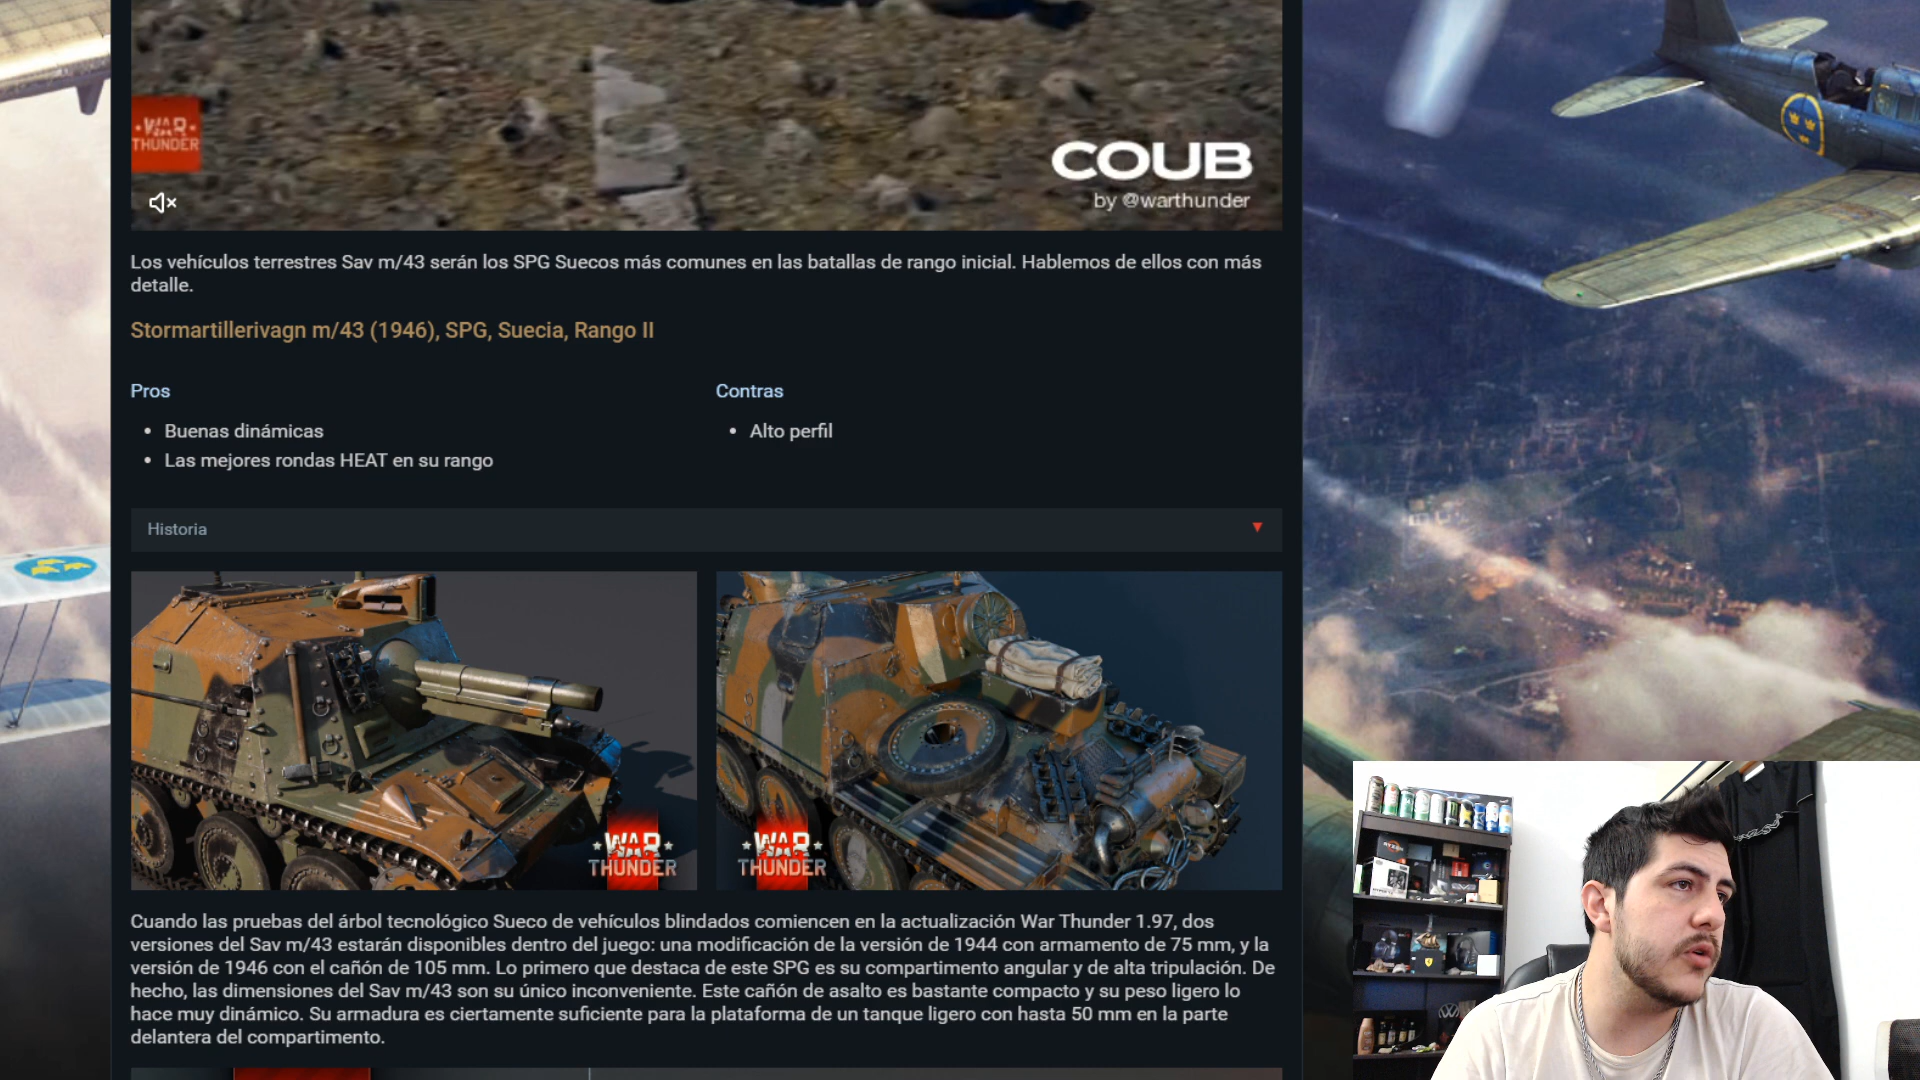 WAR
THUNDER
COUB
by @warthunder
Los vehículos terrestres Sav m/43 serán los SPG Suecos más comunes en las batallas de rango inicial. Hablemos de ellos con más
detalle.
Stormartillerivagn m/43 (1946), SPG, Suecia, Rango II
Pros
Contras
• Buenas dinámicas
• Alto perfil
• Las mejores rondas HEAT en su rango
Historia
WAR
THUNDER
WAR
THUNDER
Cuando las pruebas del árbol tecnológico Sueco de vehículos blindados comiencen en la actualización War Thunder 1.97, dos
versiones del Sav m/43 estarán disponibles dentro del juego: una modificación de la versión de 1944 con armamento de 75 mm, y la
versión de 1946 con el cañón de 105 mm. Lo primero que destaca de este SPG es su compartimento angular y de alta tripulación. De
hecho, las dimensiones del Sav m/43 son su único inconveniente. Este cañón de asalto es bastante compacto y su peso ligero lo
hace muy dinámico. Su armadura es ciertamente suficiente para la plataforma de un tanque ligero con hasta 50 mm en la parte
delantera del compartimento.
RYZEN